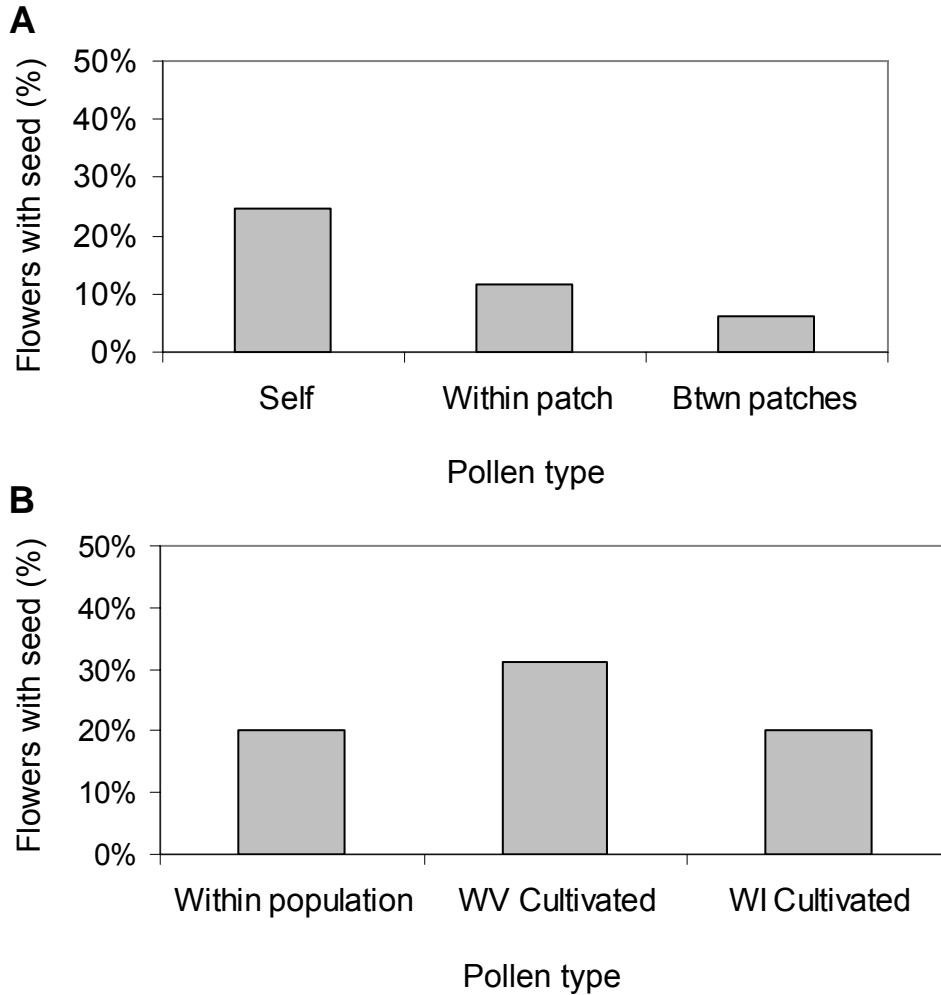 A
Flowers with seed (%)
50%
40%
30%
20%
10%
0%
Self Within patch Btwn patches
Pollen type
B
Flowers with seed (%)
50%
40%
30%
20%
10%
0%
Within population WV Cultivated WI Cultivated
Pollen type